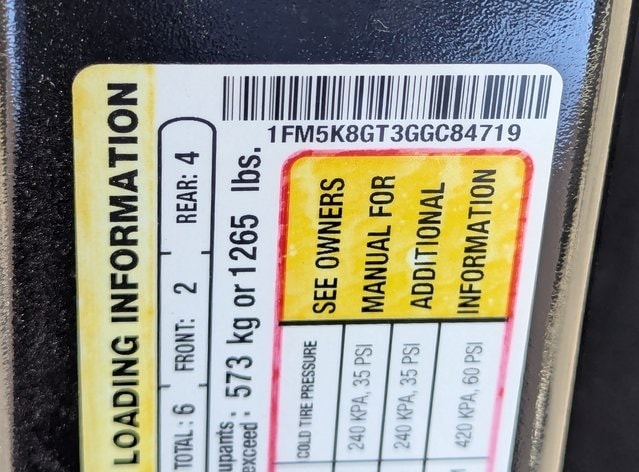 1FM5K8GT3GGC84719
LOADING INFORMATION
TOTAL: 6 FRONT: 2 REAR: 4
upants: 573 kg or 1265 lbs.
exceed:
COLD TIRE PRESSURE
240 KPA, 35 PSI
240 KPA, 35 PSI
420 KPA, 60 PSI
SEE OWNERS
MANUAL FOR
ADDITIONAL
INFORMATION